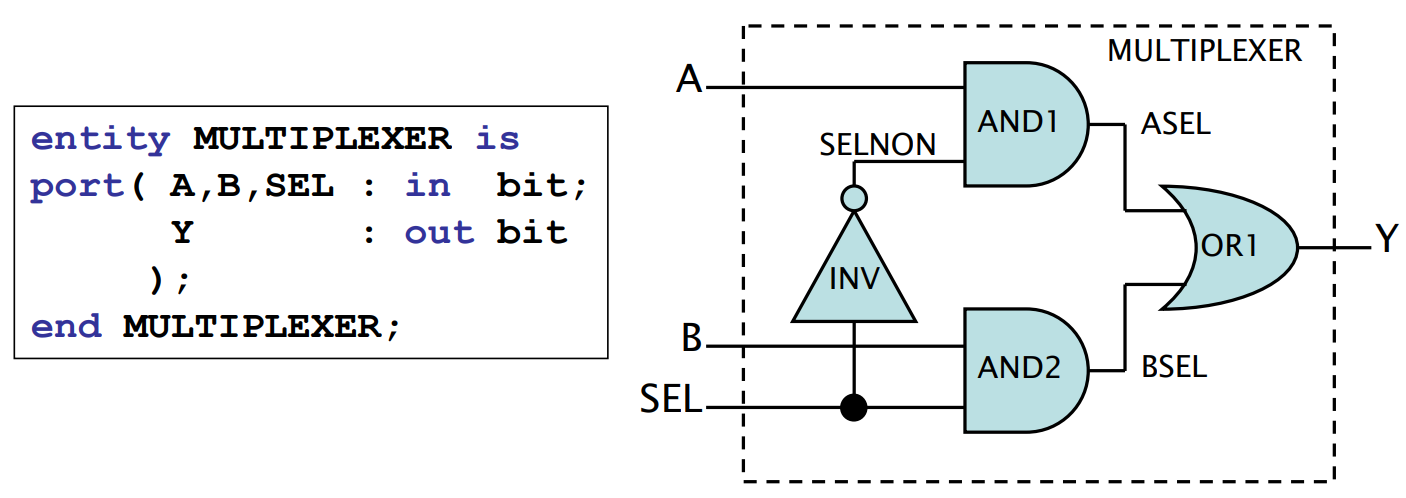 entity MULTIPLEXER is
port( A,B,SEL : in bit;
Y : out bit
);
end MULTIPLEXER;
MULTIPLEXER
A
AND1
ASEL
SELNON
OR1
Y
INV
B
AND2
BSEL
SEL